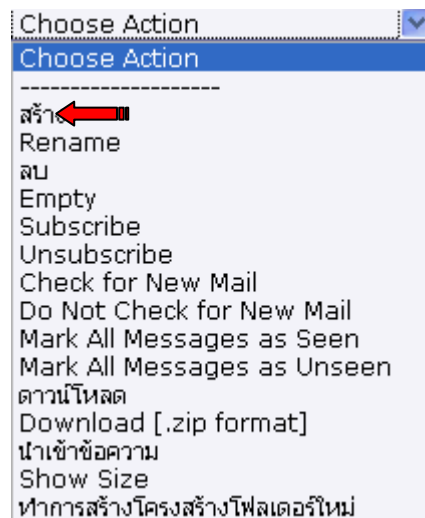 Choose Action
Choose Action
--------------------
Rename
ลบ
Empty
Subscribe
Unsubscribe
Check for New Mail
Do Not Check for New Mail
Mark All Messages as Seen
Mark All Messages as Unseen
ดาวน์โหลด
Download [.zip format]
นำเข้าข้อความ
Show Size
ทำการสร้างโครงสร้างโฟลเดอร์ใหม่